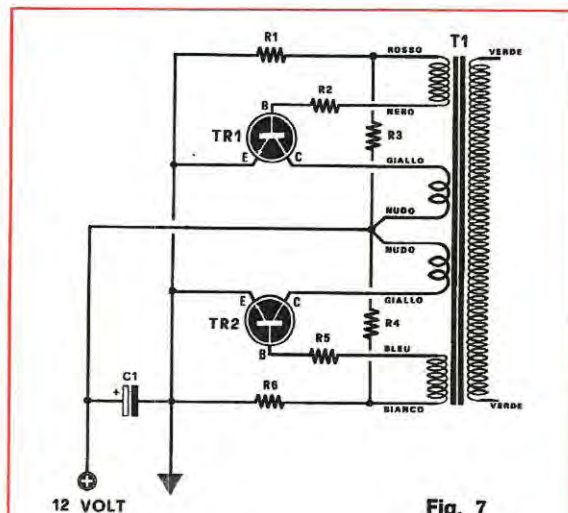 R1
ROSSO
T1
VERDE
B
R2
NERO
TR1
R3
E
C
GIALLO
NUDO
NUDO
E
C
GIALLO
TR2
R4
B
R5
BLEU
C1
+
R6
BIANCO
VERDE
+
12 VOLT
Fig. 7